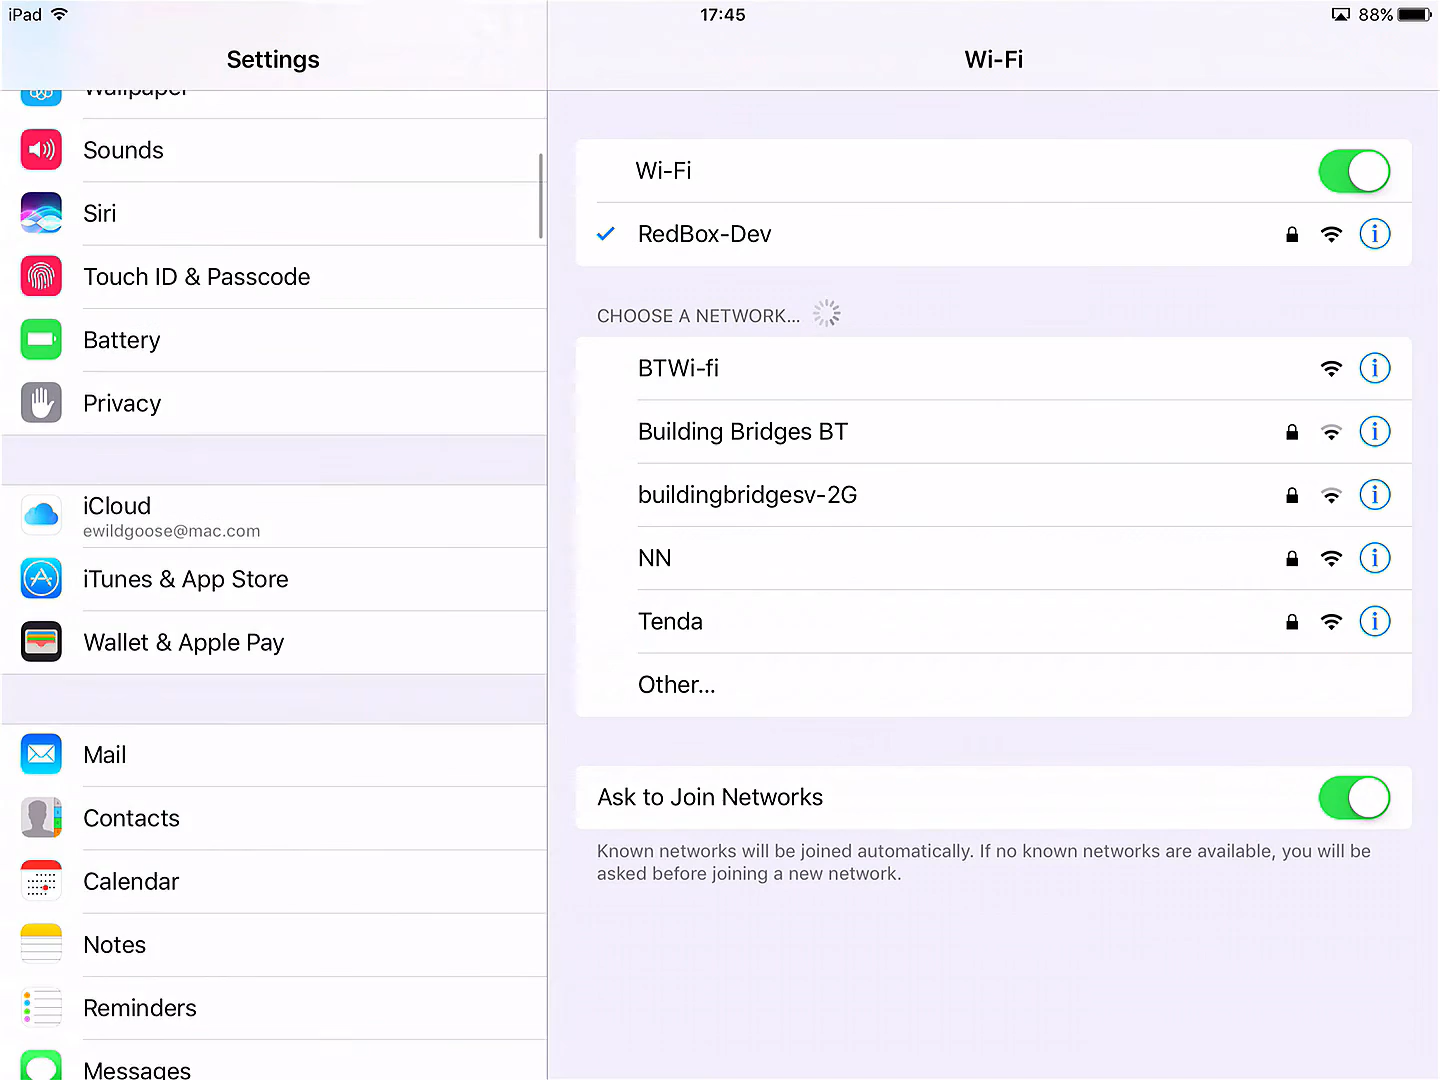 iPad
17:45
88%
Settings
Wi-Fi
Wallpaper
Sounds
Siri
Touch ID & Passcode
Battery
Privacy
iCloud
ewildgoose@mac.com
iTunes & App Store
Wallet & Apple Pay
Mail
Contacts
Calendar
Notes
Reminders
Messages
Wi-Fi
RedBox-Dev
CHOOSE A NETWORK...
BTWi-fi
Building Bridges BT
buildingbridgesv-2G
NN
Tenda
Other...
Ask to Join Networks
Known networks will be joined automatically. If no known networks are available, you will be
asked before joining a new network.